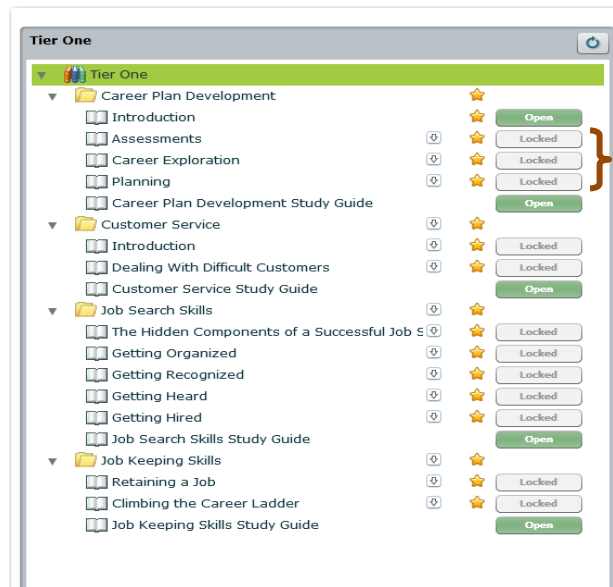 Tier One
Tier One
Career Plan Development
Introduction Open
Assessments Locked
Career Exploration Locked
Planning Locked
Career Plan Development Study Guide Open
Customer Service
Introduction Locked
Dealing With Difficult Customers Locked
Customer Service Study Guide Open
Job Search Skills
The Hidden Components of a Successful Job S Locked
Getting Organized Locked
Getting Recognized Locked
Getting Heard Locked
Getting Hired Locked
Job Search Skills Study Guide Open
Job Keeping Skills
Retaining a Job Locked
Climbing the Career Ladder Locked
Job Keeping Skills Study Guide Open